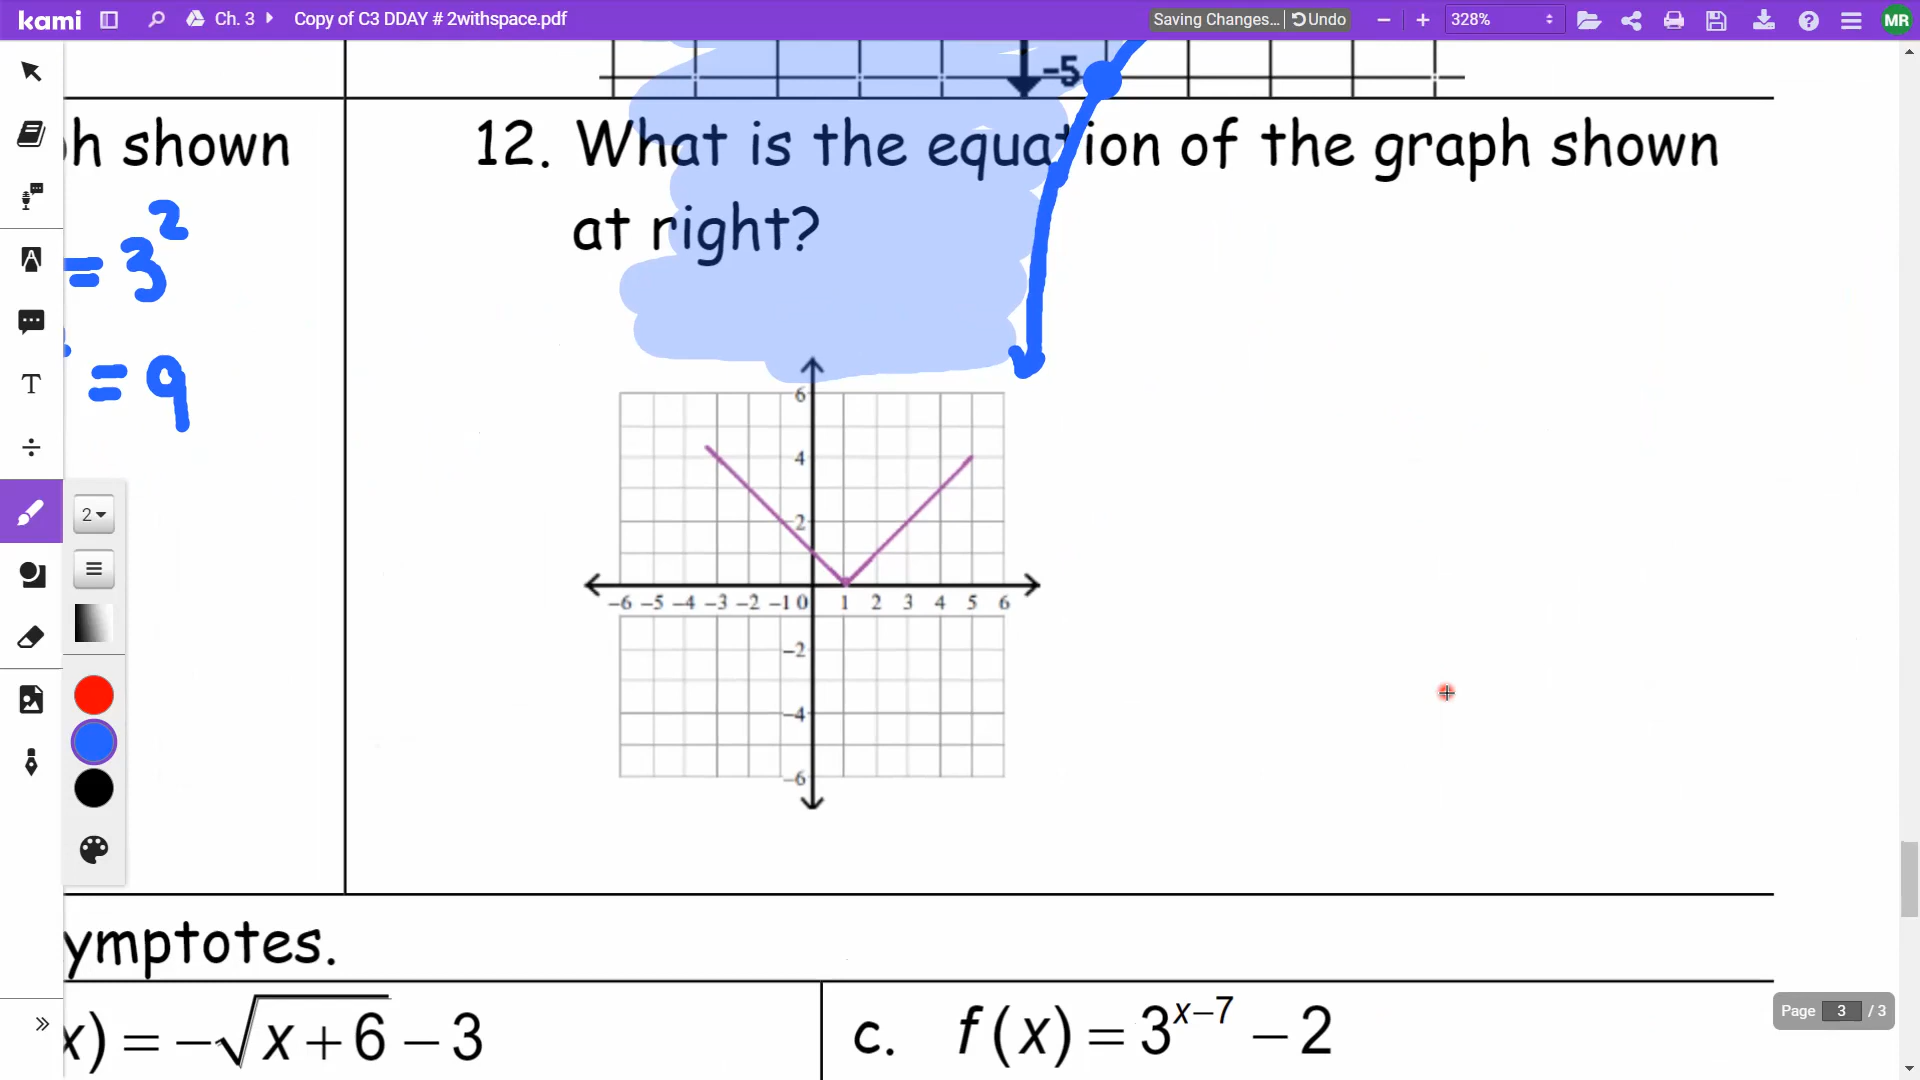 kami Ch. 3 Copy of C3 DDAY # 2withspace.pdf Saving Changes... Undo 328% MR
-5
h shown
12. What is the equation of the graph shown
at right?
= 3²
= 9
6
4
2
-6 -5 -4 -3 -2 -1 0 1 2 3 4 5 6
-2
-4
-6
2
T
ymptotes.
x) = -√x+6 - 3
c. f(x) = 3^{x-7} - 2
Page 3 / 3